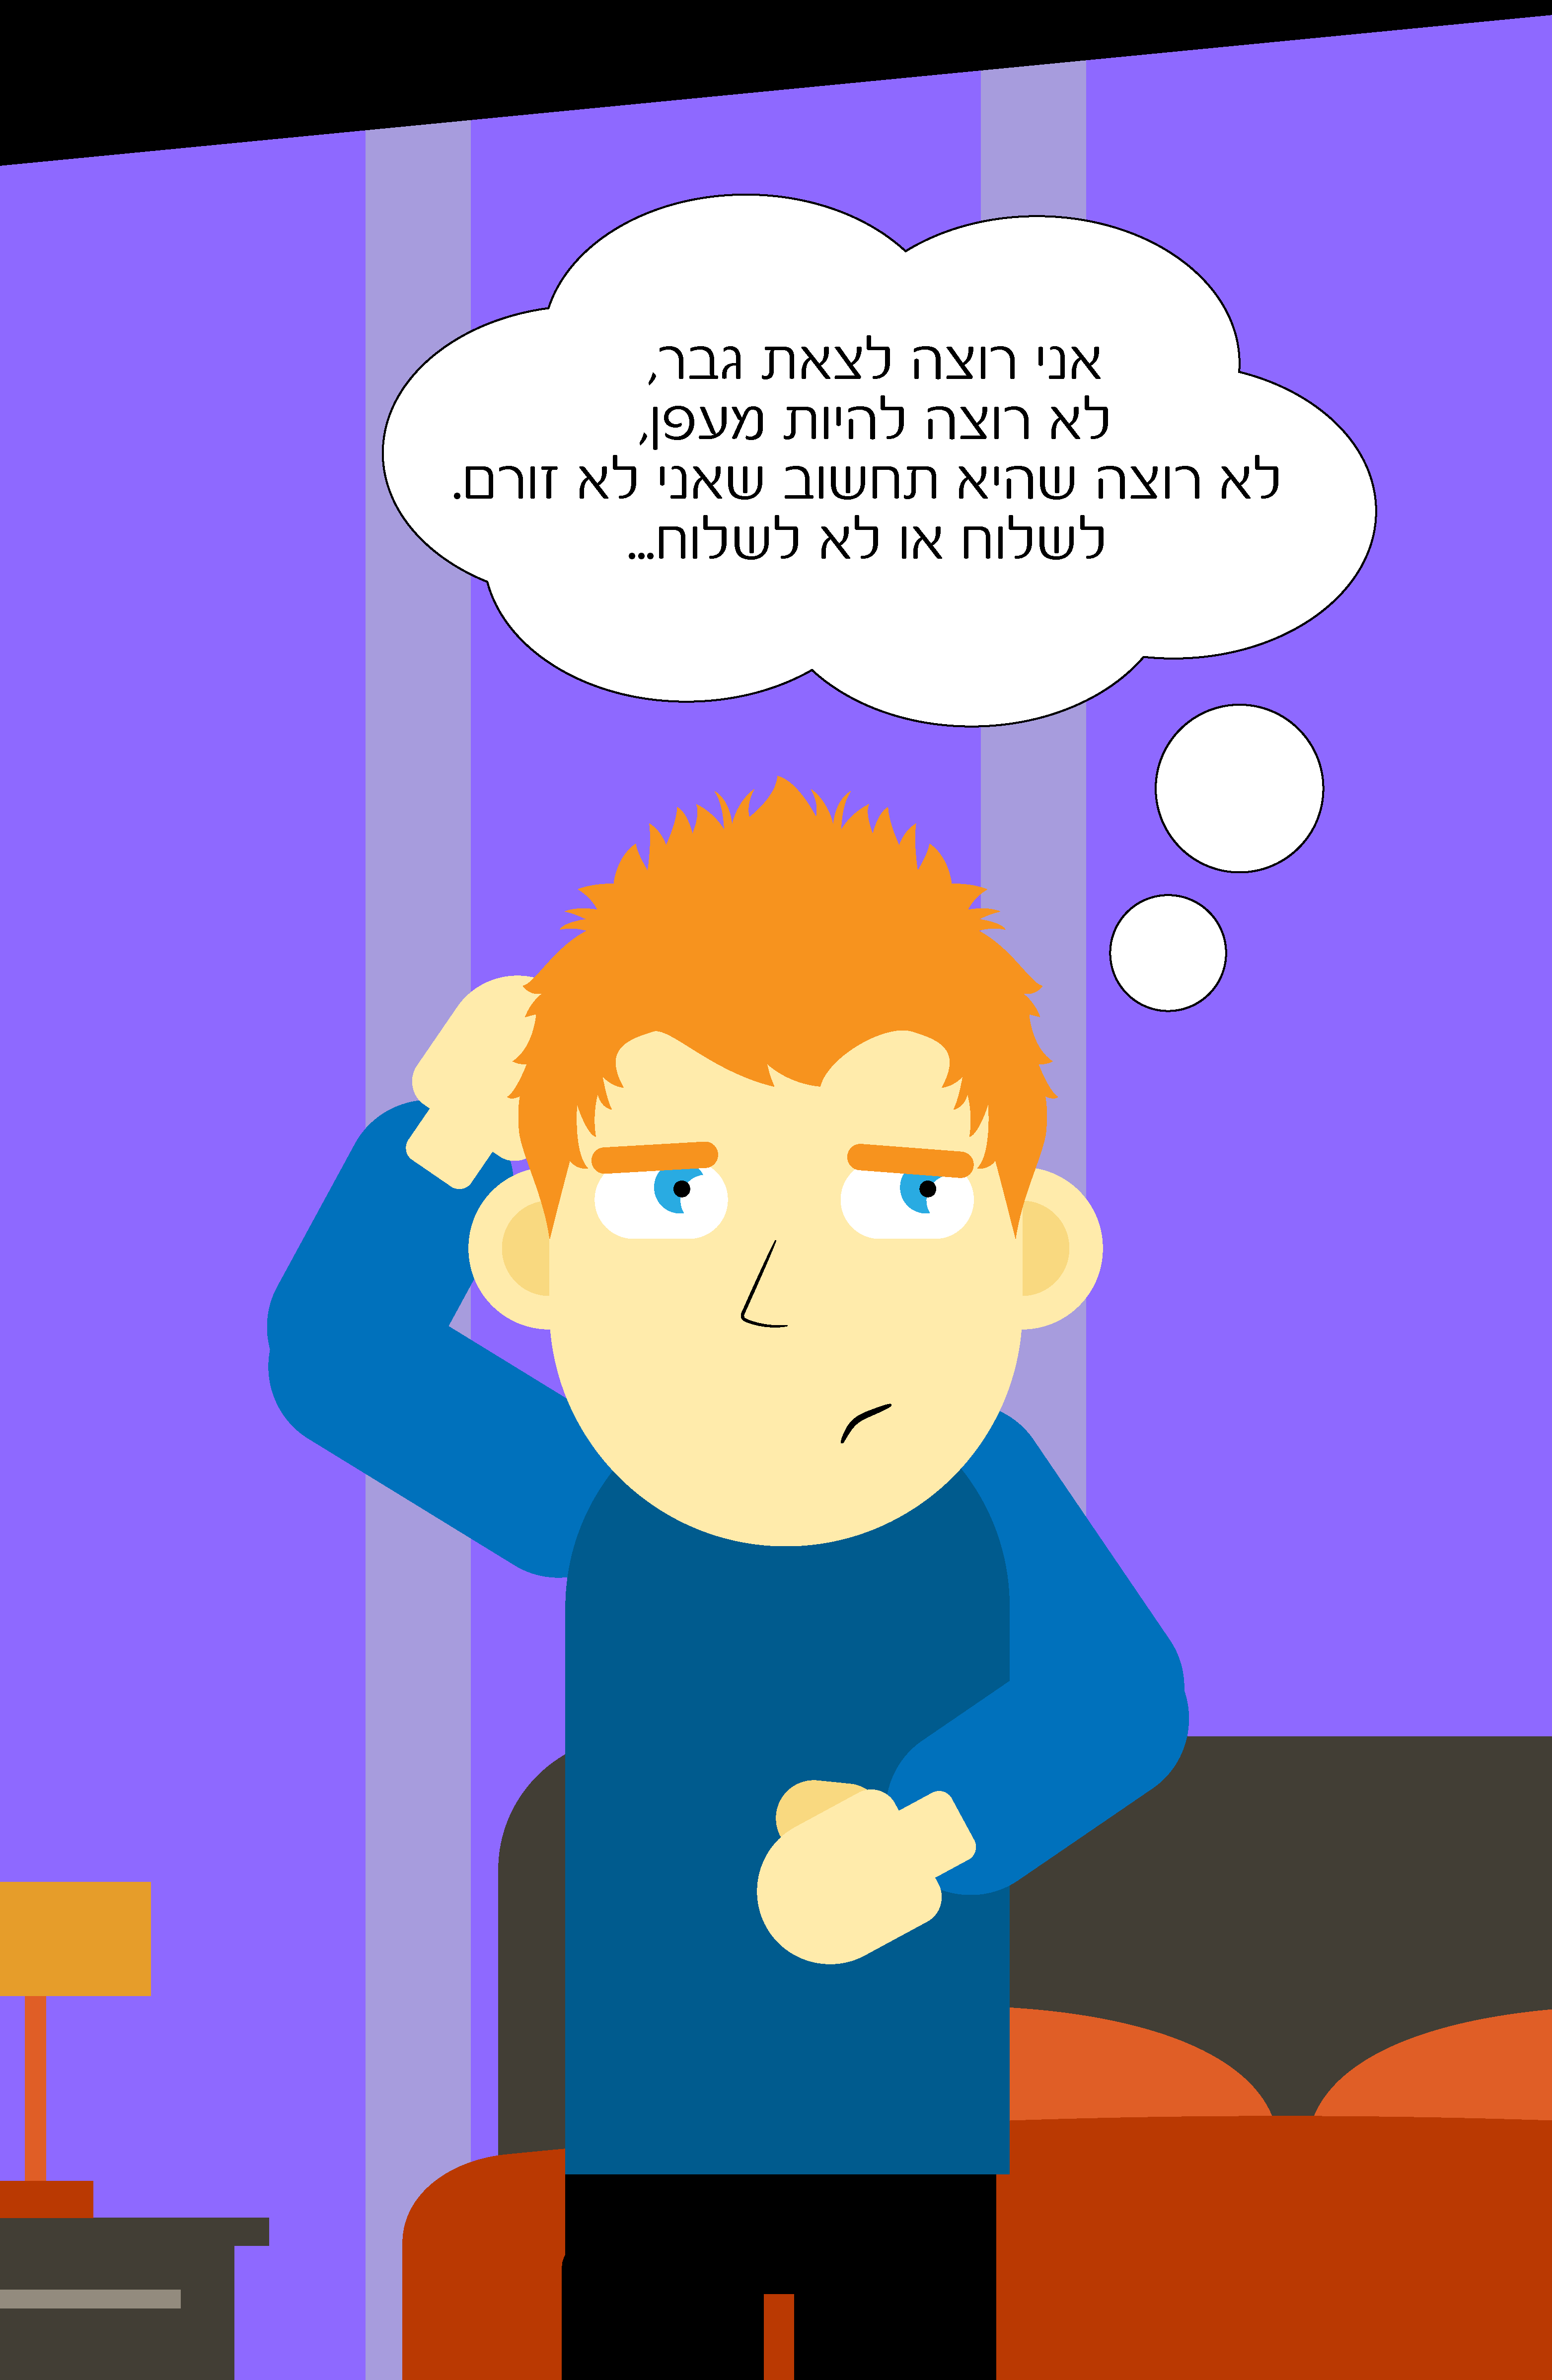 אני רוצה לצאת גבר,
לא רוצה להיות מעפן,
לא רוצה שהיא תחשוב שאני לא זורם.
לשלוח או לא לשלוח...